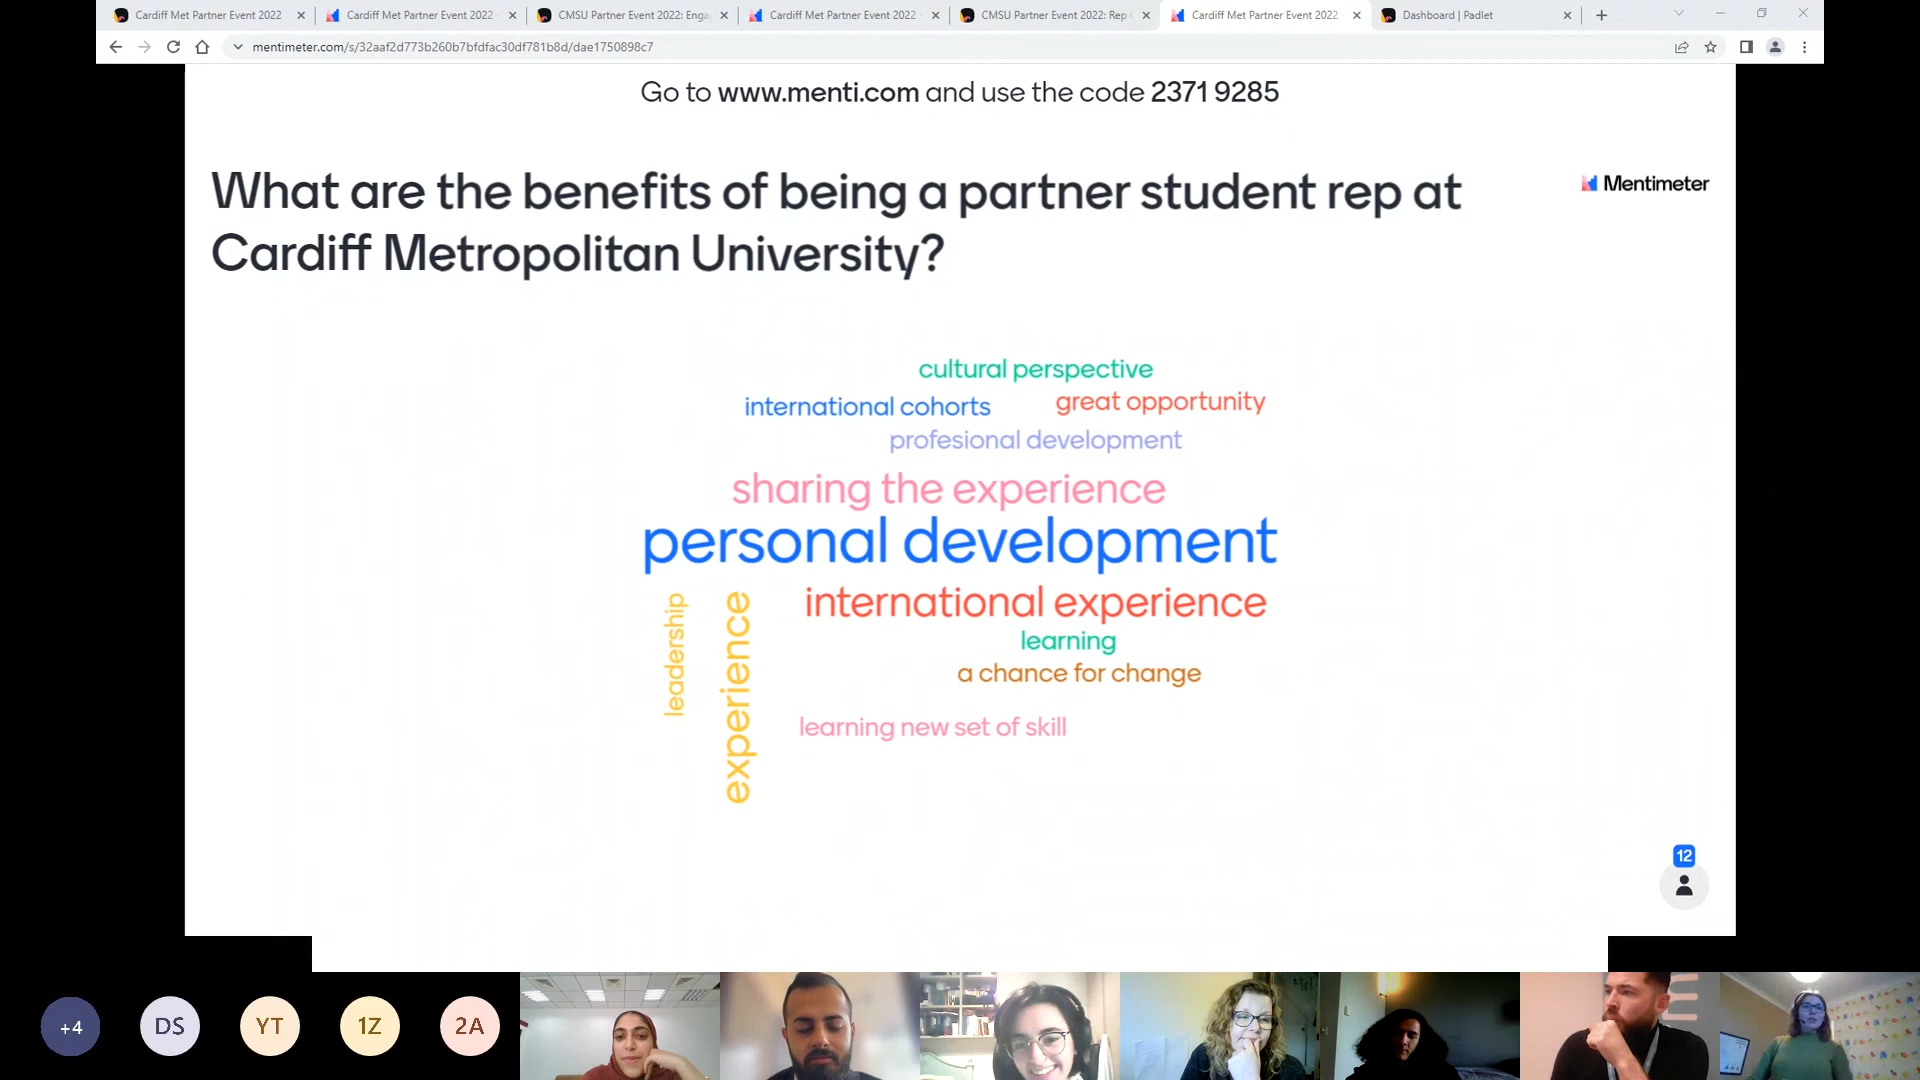 Cardiff Met Partner Event 2022
Cardiff Met Partner Event 2022 -
CMSU Partner Event 2022: Enga
Cardiff Met Partner Event 2022 -
CMSU Partner Event 2022: Rep
Cardiff Met Partner Event 2022
Dashboard | Padlet
mentimeter.com/s/32aaf2d773b260b7bfdfac30df781b8d/dae1750898c7
Go to www.menti.com and use the code 2371 9285
What are the benefits of being a partner student rep at
Cardiff Metropolitan University?
Mentimeter
cultural perspective
international cohorts
great opportunity
profesional development
sharing the experience
personal development
international experience
leadership
experience
learning
a chance for change
learning new set of skill
12
+4
DS
YT
1Z
2A